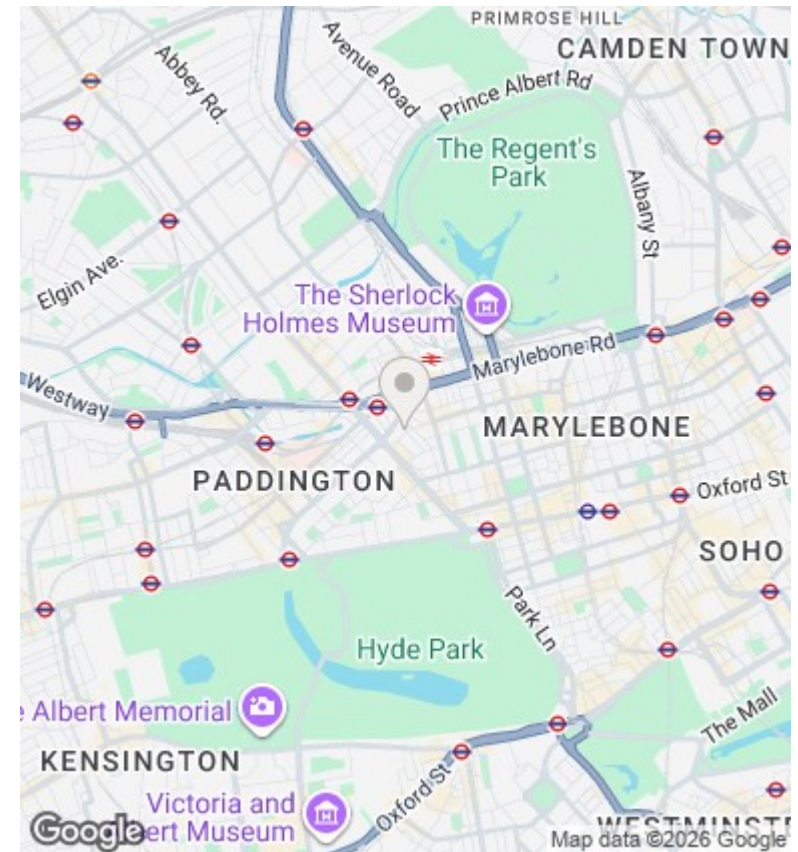 PRIMROSE HILL
CAMDEN TOWN
Abbey Rd.
Avenue Road
Prince Albert Rd
The Regent's
Park
Albany St
Elgin Ave.
The Sherlock
Holmes Museum
Marylebone Rd
Westway
MARYLEBONE
PADDINGTON
Oxford St
SOHO
Park Ln
Hyde Park
e Albert Memorial
The Mall
KENSINGTON
Oxford St
Victoria and
bert Museum
WESTMINST
Google
Map data ©2026 Google